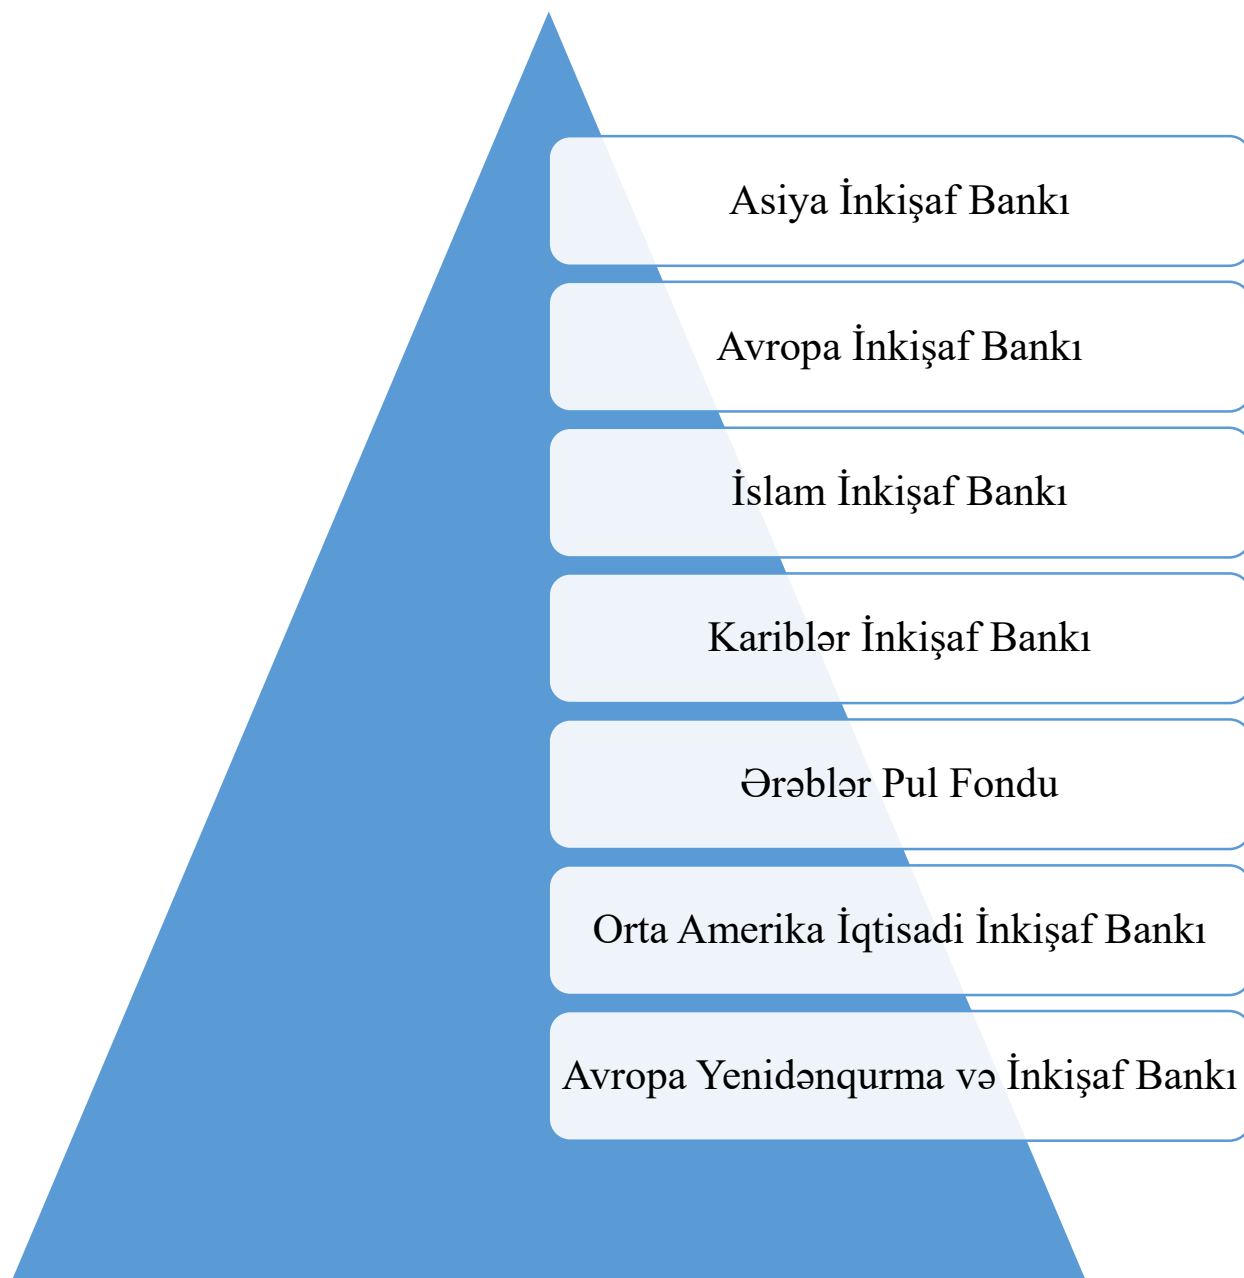 Asiya İnkişaf Bankı
Avropa İnkişaf Bankı
İslam İnkişaf Bankı
Kariblər İnkişaf Bankı
Ərəblər Pul Fondu
Orta Amerika İqtisadi İnkişaf Bankı
Avropa Yenidənqurma və İnkişaf Bankı